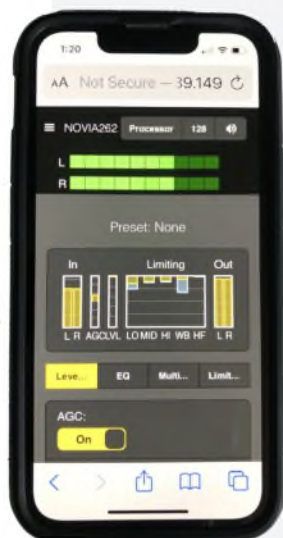 1:20
AA Not Secure — 39.149
NOVIA262 Processor 128
L
R
Preset: None
In Limiting Out
L R AGC LVL LO MID HI WB HF L R
Leve... EQ Multi... Limit...
AGC:
On